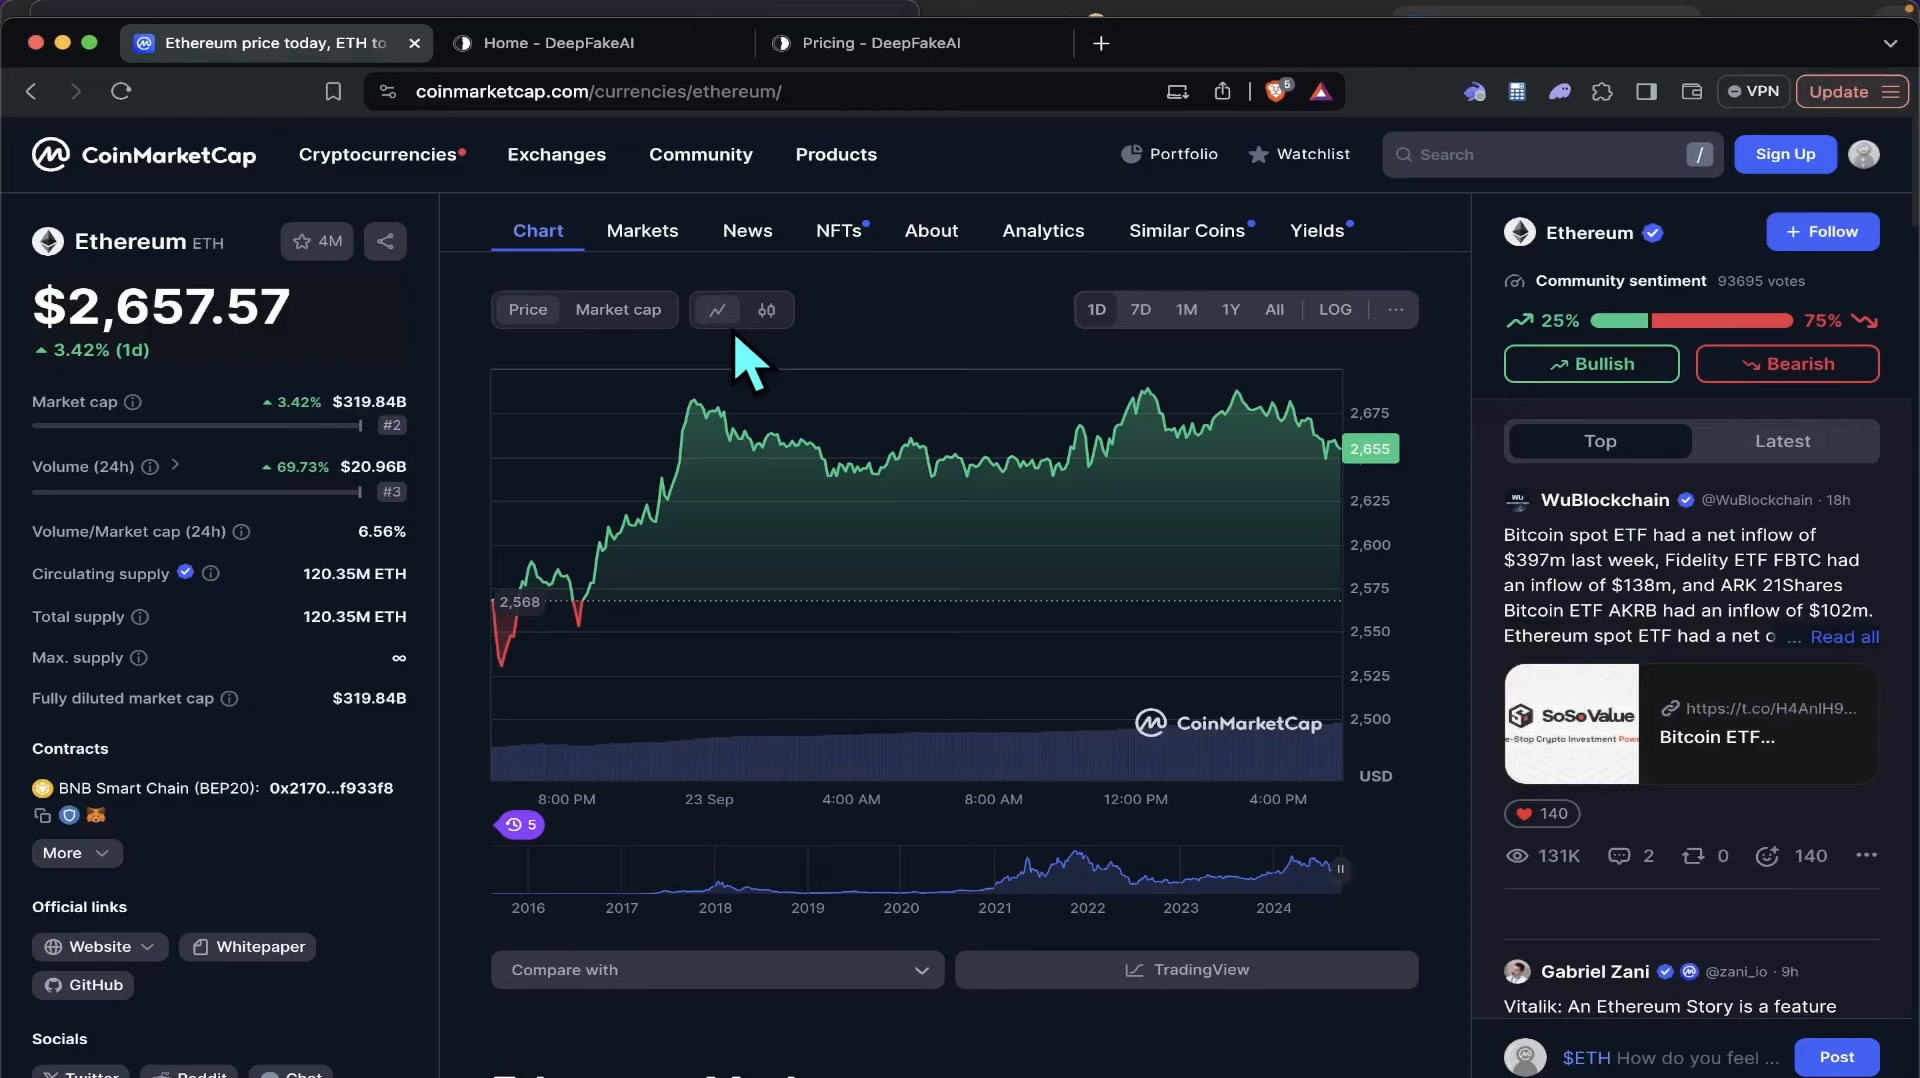 Ethereum price today, ETH to
Home - DeepFakeAI
Pricing - DeepFakeAI
coinmarketcap.com/currencies/ethereum/
5
VPN
Update
CoinMarketCap
Cryptocurrencies
Exchanges
Community
Products
Portfolio
Watchlist
Search
/
Sign Up
Ethereum ETH
4M
$2,657.57
3.42% (1d)
Market cap
3.42% $319.84B
#2
Volume (24h)
69.73% $20.96B
#3
Volume/Market cap (24h)
6.56%
Circulating supply
120.35M ETH
Total supply
120.35M ETH
Max. supply
∞
Fully diluted market cap
$319.84B
Contracts
BNB Smart Chain (BEP20): 0x2170...f933f8
More
Official links
Website
Whitepaper
GitHub
Socials
Twitter
Reddit
Chat
Chart
Markets
News
NFTs
About
Analytics
Similar Coins
Yields
Price
Market cap
1D
7D
1M
1Y
All
LOG
...
2,675
2,655
2,625
2,600
2,575
2,568
2,550
2,525
2,500
CoinMarketCap
USD
8:00 PM
23 Sep
4:00 AM
8:00 AM
12:00 PM
4:00 PM
5
2016
2017
2018
2019
2020
2021
2022
2023
2024
Compare with
TradingView
Ethereum
+ Follow
Community sentiment 93695 votes
25%
75%
Bullish
Bearish
Top
Latest
WuBlockchain @WuBlockchain · 18h
Bitcoin spot ETF had a net inflow of
$397m last week, Fidelity ETF FBTC had
an inflow of $138m, and ARK 21Shares
Bitcoin ETF AKRB had an inflow of $102m.
Ethereum spot ETF had a net o ... Read all
SoSoValue
e-Stop Crypto Investment Powe
https://t.co/H4AnIH9...
Bitcoin ETF...
140
131K
2
0
140
Gabriel Zani @zani_io · 9h
Vitalik: An Ethereum Story is a feature
$ETH How do you feel ...
Post